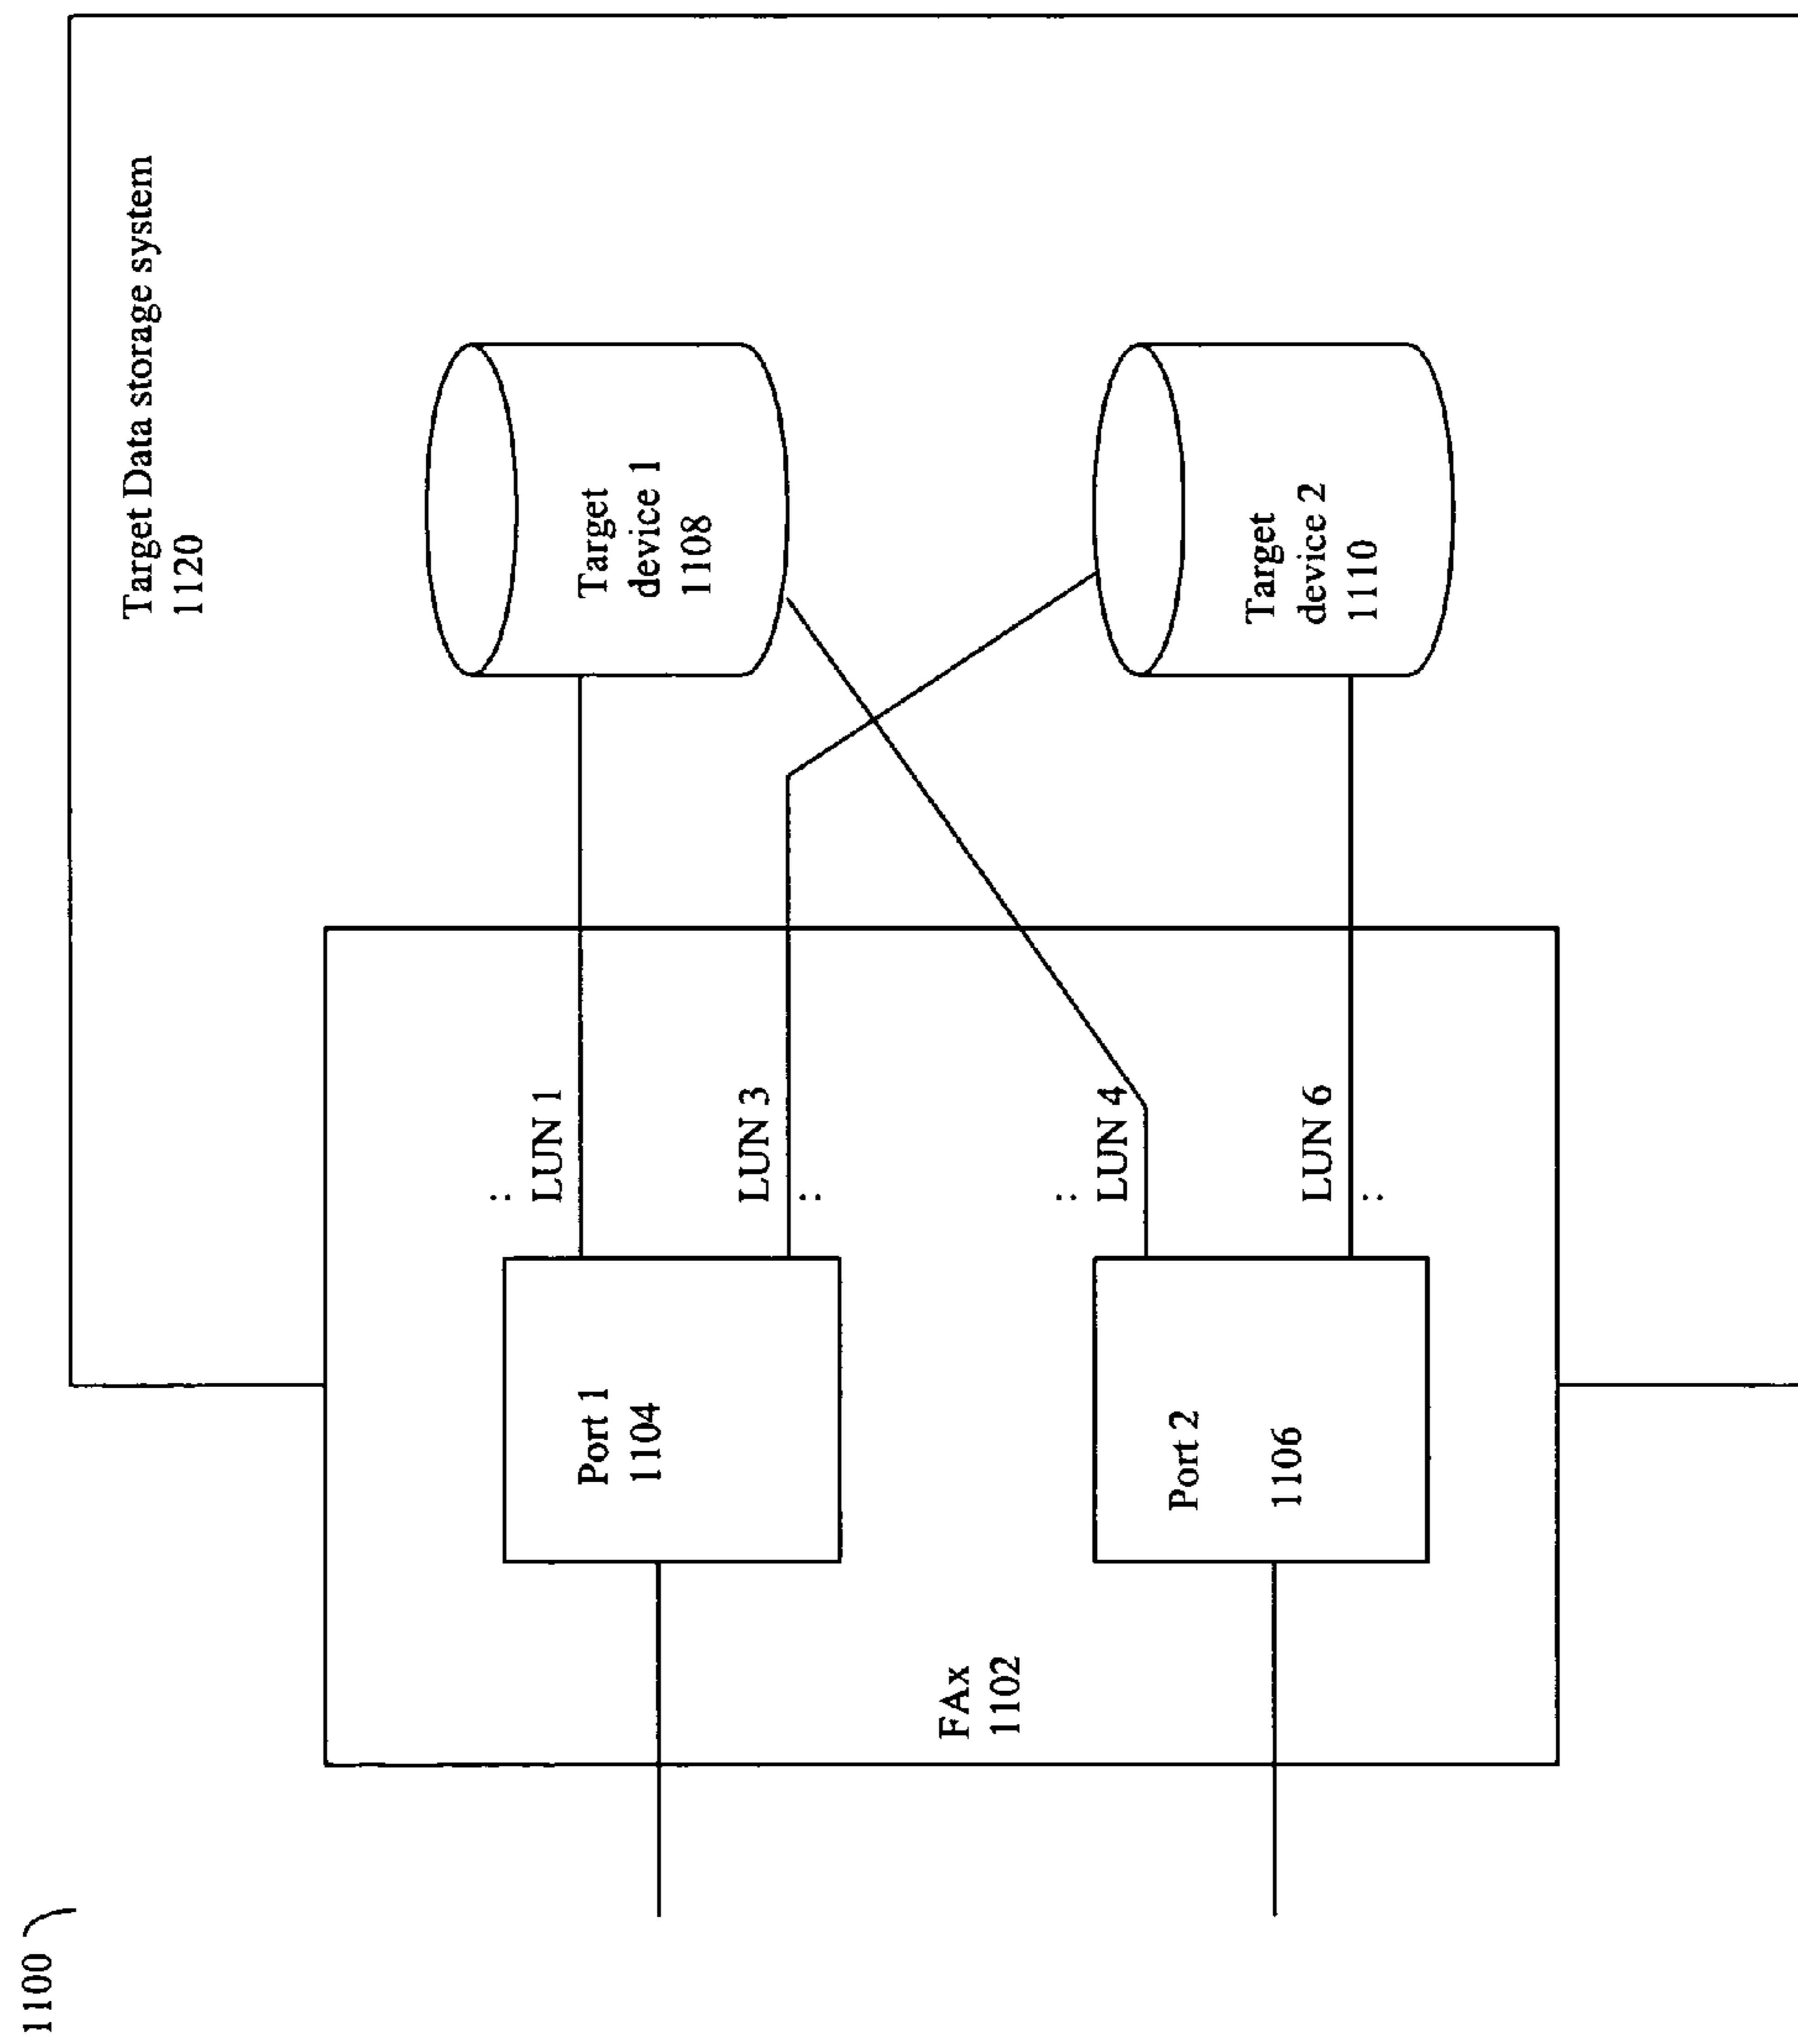 1100
Target Data storage system
1120
FAx
1102
Port 1
1104
LUN 1
LUN 3
Target
device 1
1108
Port 2
1106
LUN 4
LUN 6
Target
device 2
1110